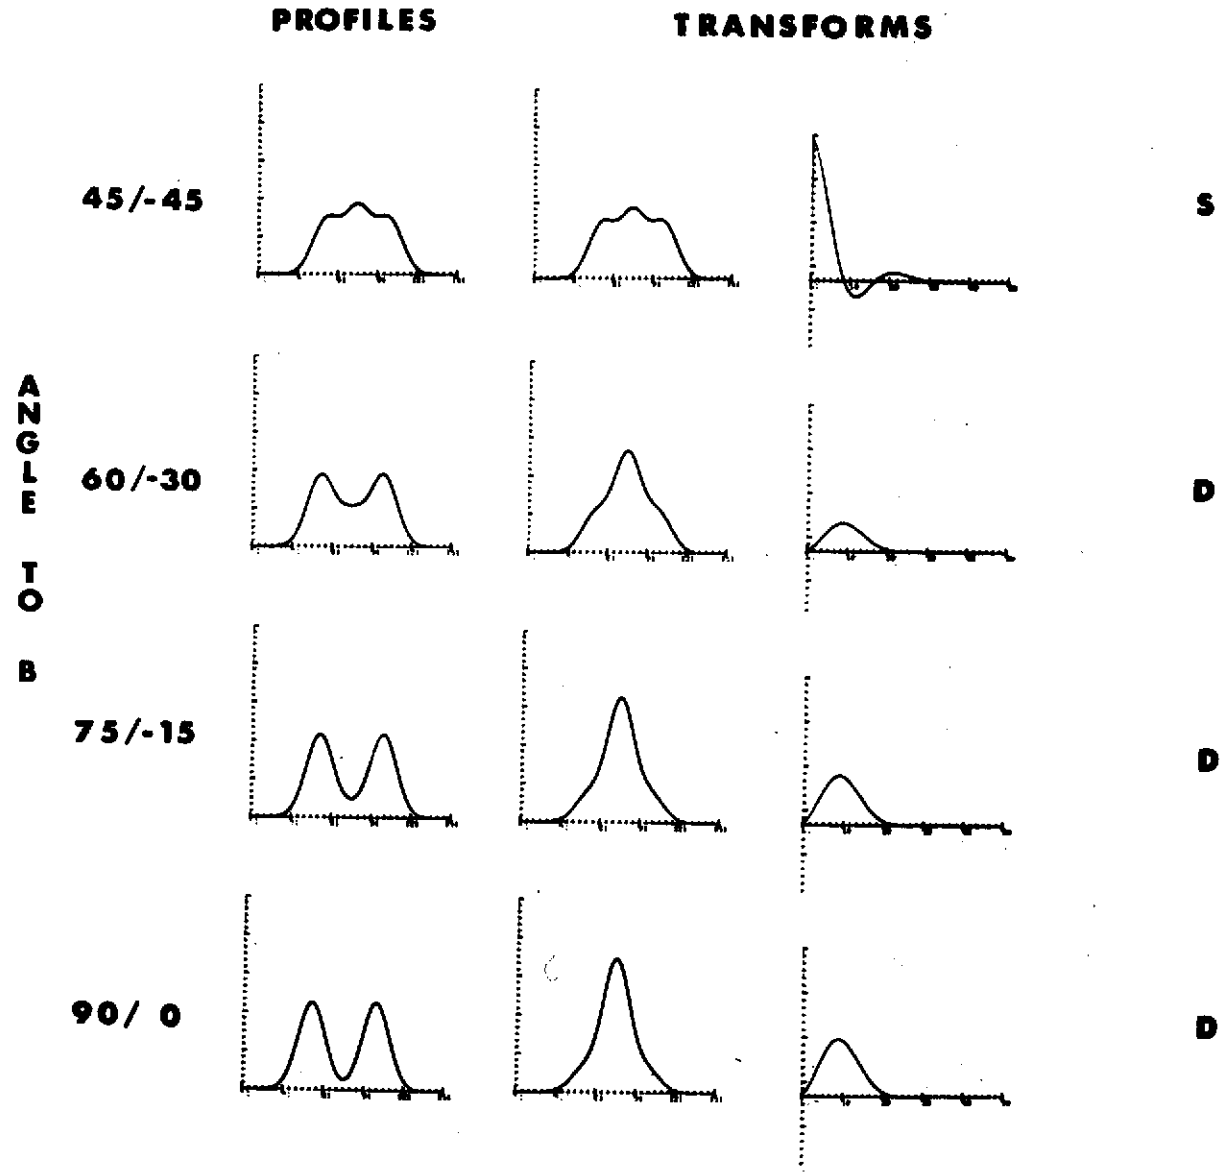 PROFILES
TRANSFORMS
45/-45
S
ANGLE TO B
60/-30
D
75/-15
D
90/ 0
D